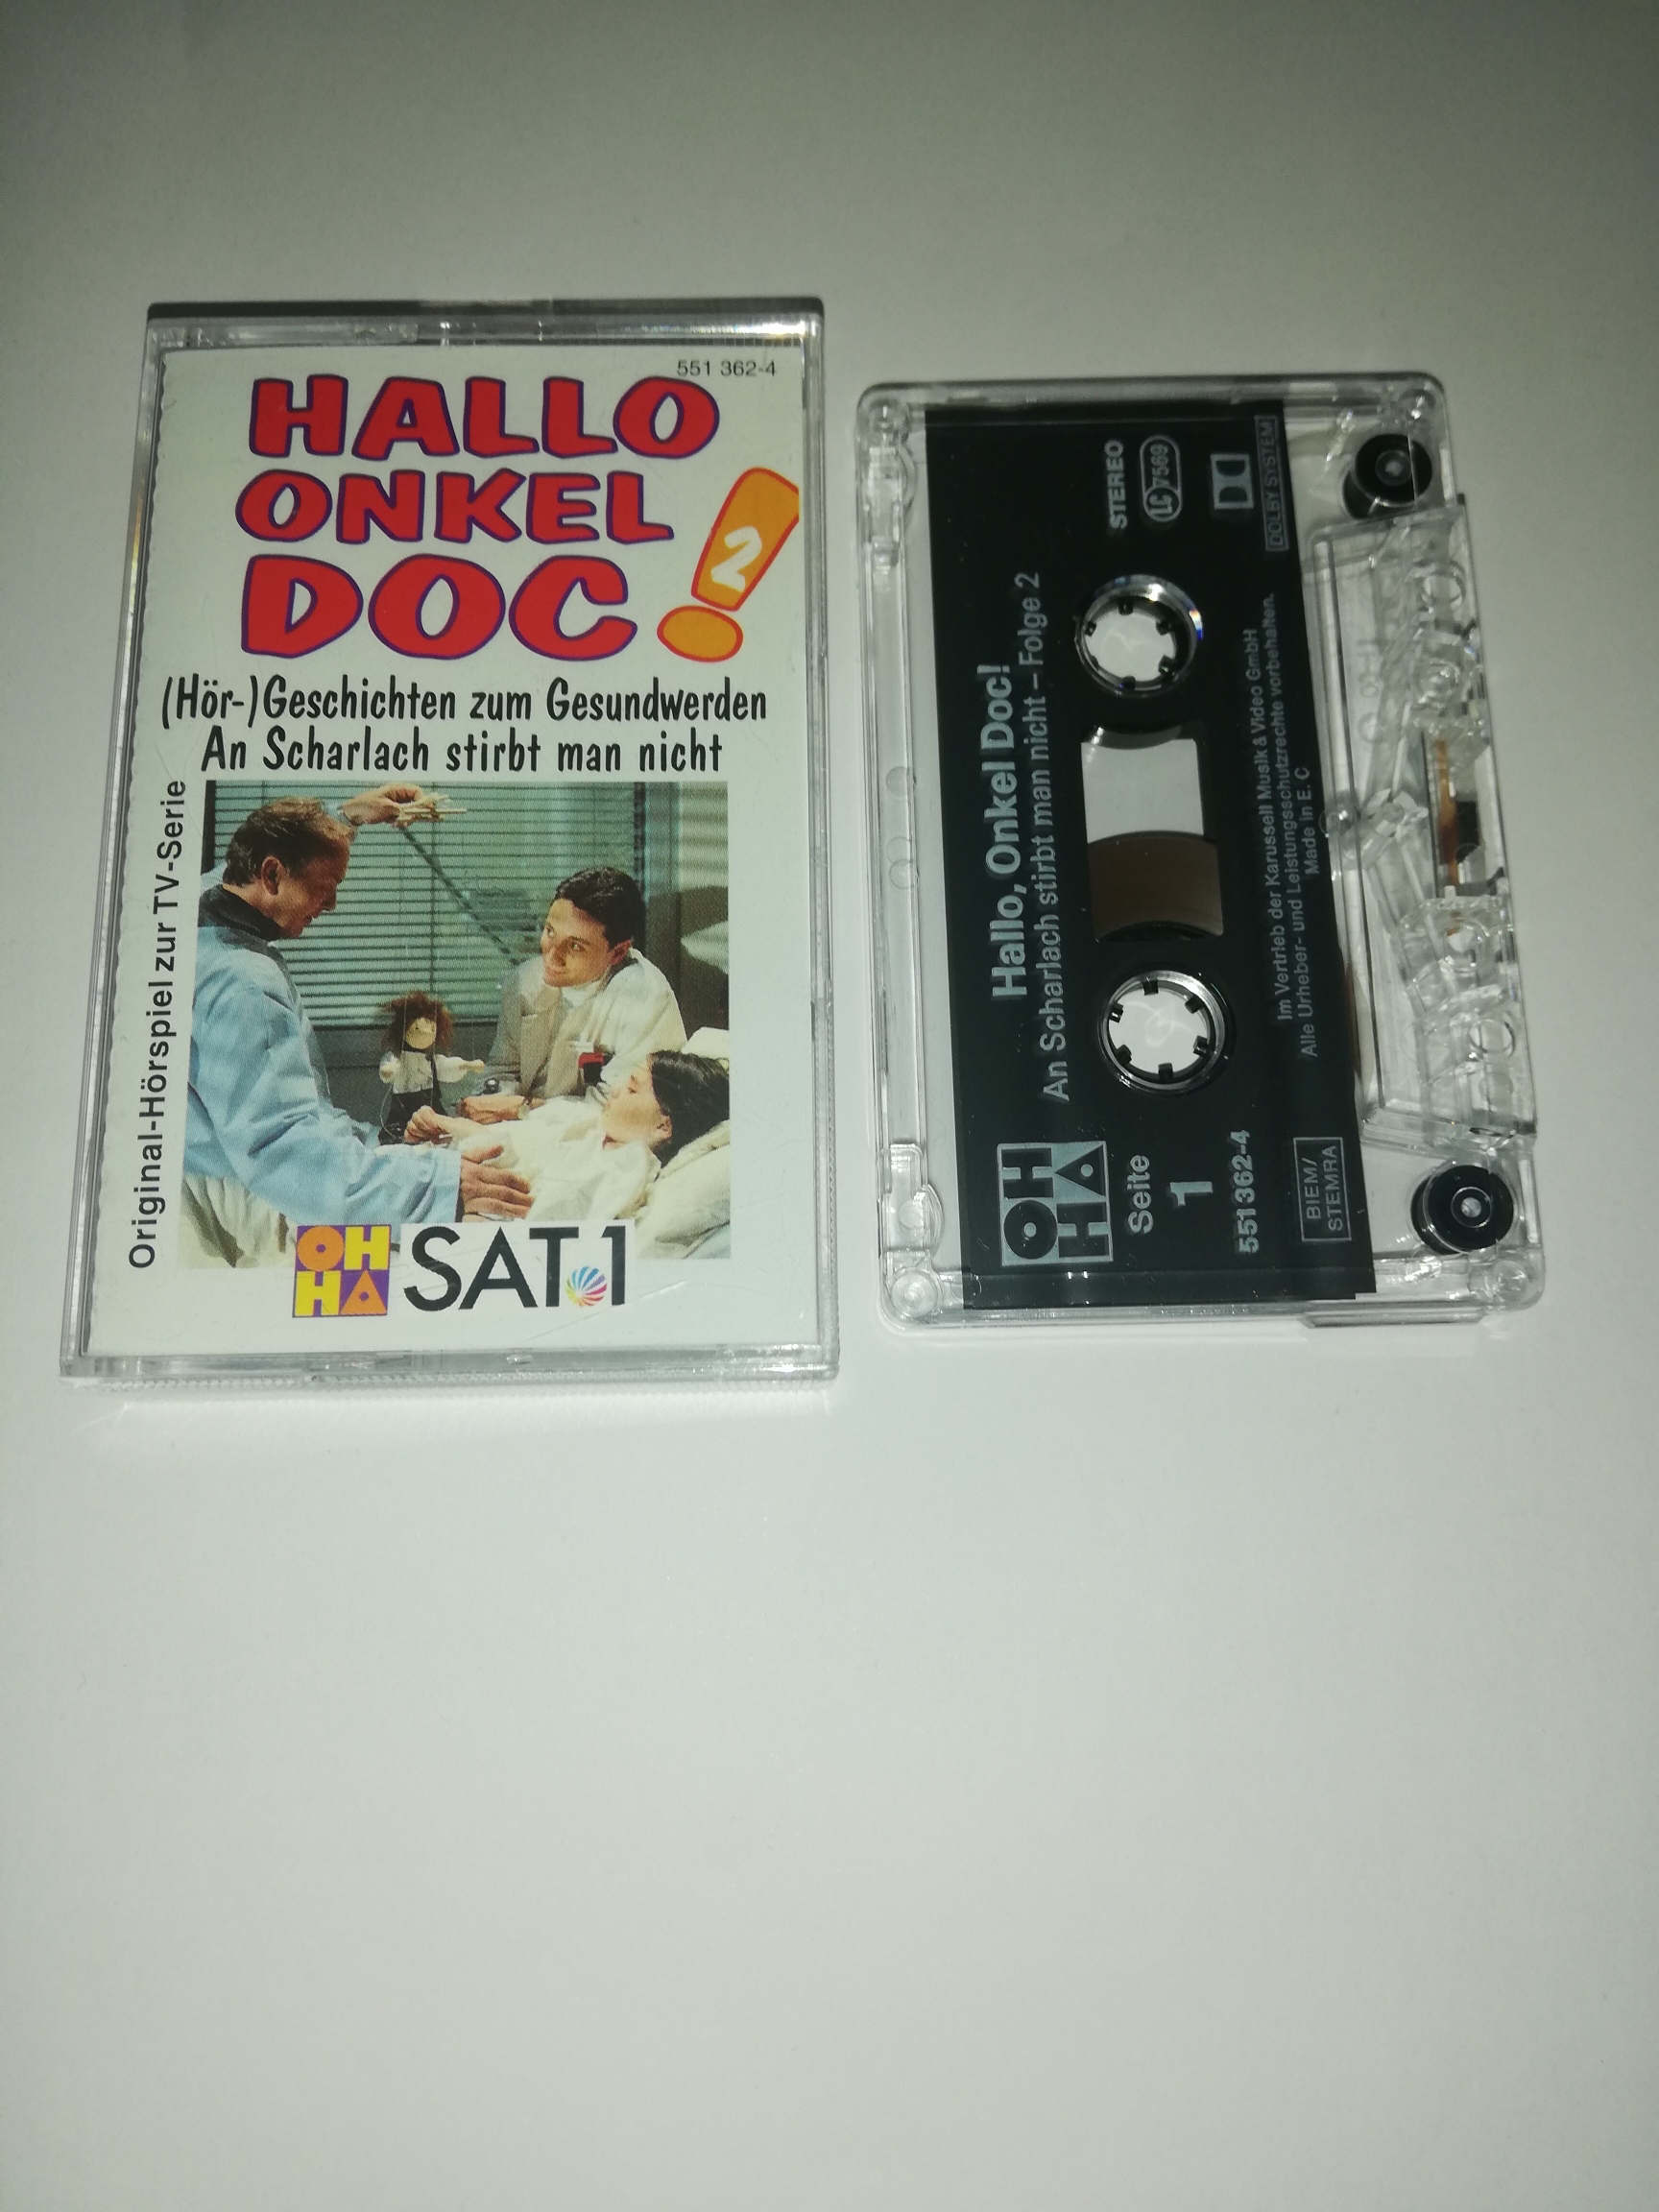 551 362-4
HALLO
ONKEL
DOC!
2
(Hör-)Geschichten zum Gesundwerden
An Scharlach stirbt man nicht
Original-Hörspiel zur TV-Serie
OH
HA
SAT.1
Hallo, Onkel Doc!
An Scharlach stirbt man nicht – Folge 2
OH
HA
Seite
1
551362-4
STEREO
LC 7569
DOLBY SYSTEM
Im Vertrieb der Karussell Musik & Video GmbH
Alle Urheber- und Leistungsschutzrechte vorbehalten.
Made in E. C
BIEM/
STEMRA